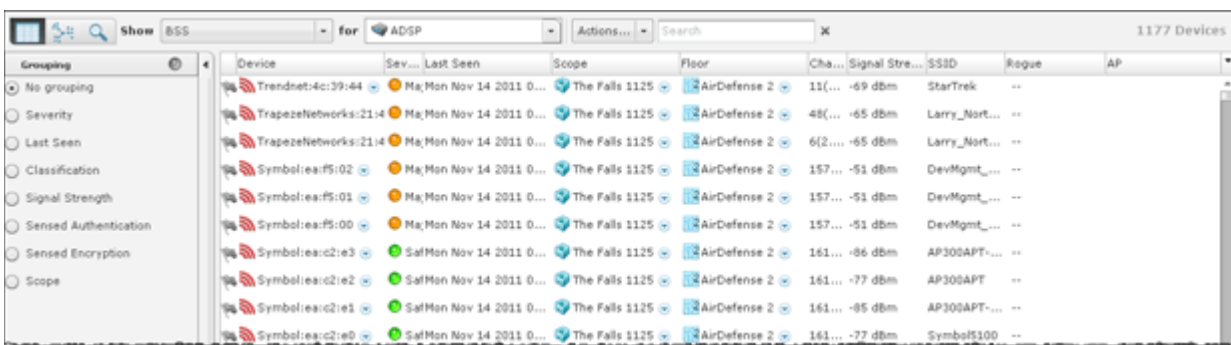 Show BSS for ADSP Actions... Search 1177 Devices
Grouping
No grouping
Severity
Last Seen
Classification
Signal Strength
Sensed Authentication
Sensed Encryption
Scope
Device Sev... Last Seen Scope Floor Cha... Signal Stre... SSID Rogue AP
Trendnet:4c:39:44 Ma Mon Nov 14 2011 0... The Falls 1125 AirDefense 2 11(... -69 dBm StarTrek --
TrapezeNetworks:21:4 Ma Mon Nov 14 2011 0... The Falls 1125 AirDefense 2 48(... -65 dBm Larry_Nort... --
TrapezeNetworks:21:4 Ma Mon Nov 14 2011 0... The Falls 1125 AirDefense 2 6(2... -65 dBm Larry_Nort... --
Symbol:ea:f5:02 Ma Mon Nov 14 2011 0... The Falls 1125 AirDefense 2 157... -51 dBm DevMgmt_... --
Symbol:ea:f5:01 Ma Mon Nov 14 2011 0... The Falls 1125 AirDefense 2 157... -51 dBm DevMgmt_... --
Symbol:ea:f5:00 Ma Mon Nov 14 2011 0... The Falls 1125 AirDefense 2 157... -51 dBm DevMgmt_... --
Symbol:ea:c2:e3 Saf Mon Nov 14 2011 0... The Falls 1125 AirDefense 2 161... -86 dBm AP300APT-... --
Symbol:ea:c2:e2 Saf Mon Nov 14 2011 0... The Falls 1125 AirDefense 2 161... -77 dBm AP300APT --
Symbol:ea:c2:e1 Saf Mon Nov 14 2011 0... The Falls 1125 AirDefense 2 161... -85 dBm AP300APT-... --
Symbol:ea:c2:e0 Saf Mon Nov 14 2011 0... The Falls 1125 AirDefense 2 161... -77 dBm Symbol5100 --